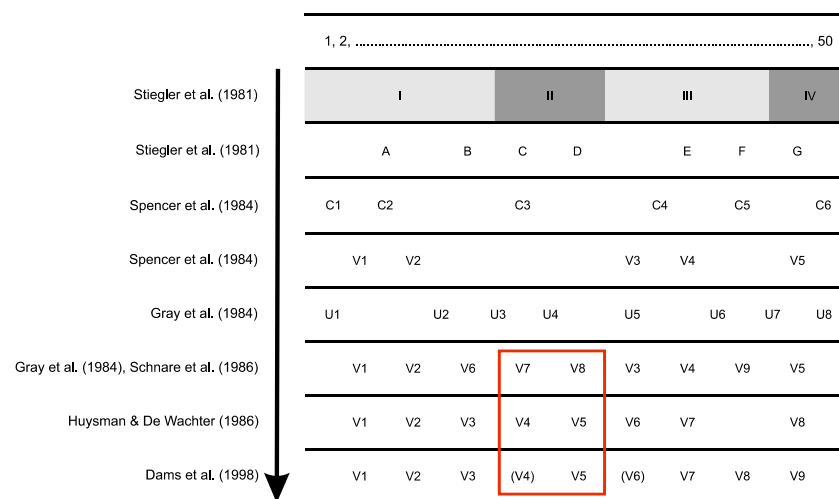 1, 2, ............................................................, 50
Stiegler et al. (1981) I II III IV
Stiegler et al. (1981) A B C D E F G
Spencer et al. (1984) C1 C2 C3 C4 C5 C6
Spencer et al. (1984) V1 V2 V3 V4 V5
Gray et al. (1984) U1 U2 U3 U4 U5 U6 U7 U8
Gray et al. (1984), Schnare et al. (1986) V1 V2 V6 V7 V8 V3 V4 V9 V5
Huysman & De Wachter (1986) V1 V2 V3 V4 V5 V6 V7 V8
Dams et al. (1998) V1 V2 V3 (V4) V5 (V6) V7 V8 V9